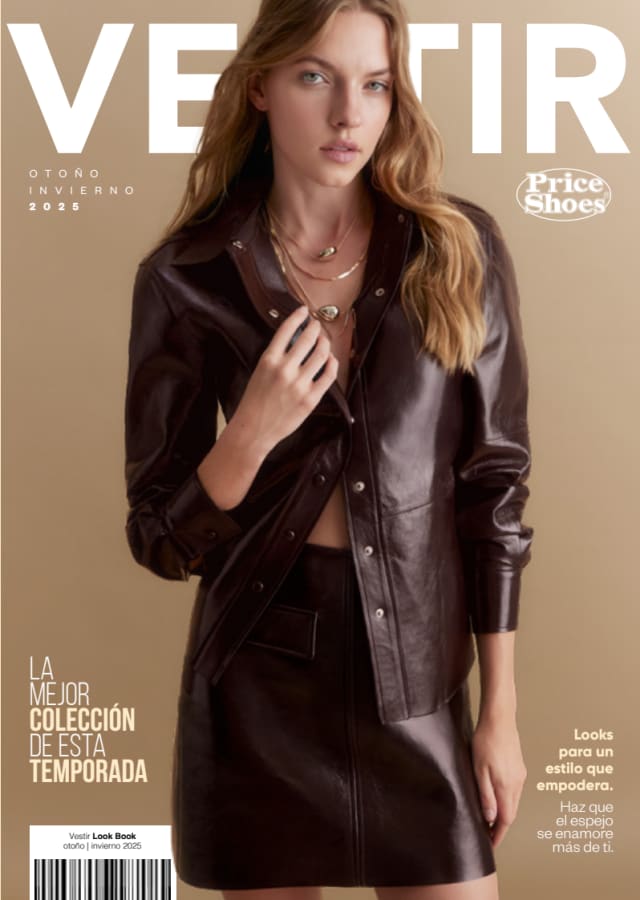 VESTIR
OTOÑO
INVIERNO
2025
Price
Shoes
LA
MEJOR
COLECCIÓN
DE ESTA
TEMPORADA
Looks
para un
estilo que
empodera.
Haz que
el espejo
se enamore
más de ti.
Vestir Look Book
otoño | invierno 2025